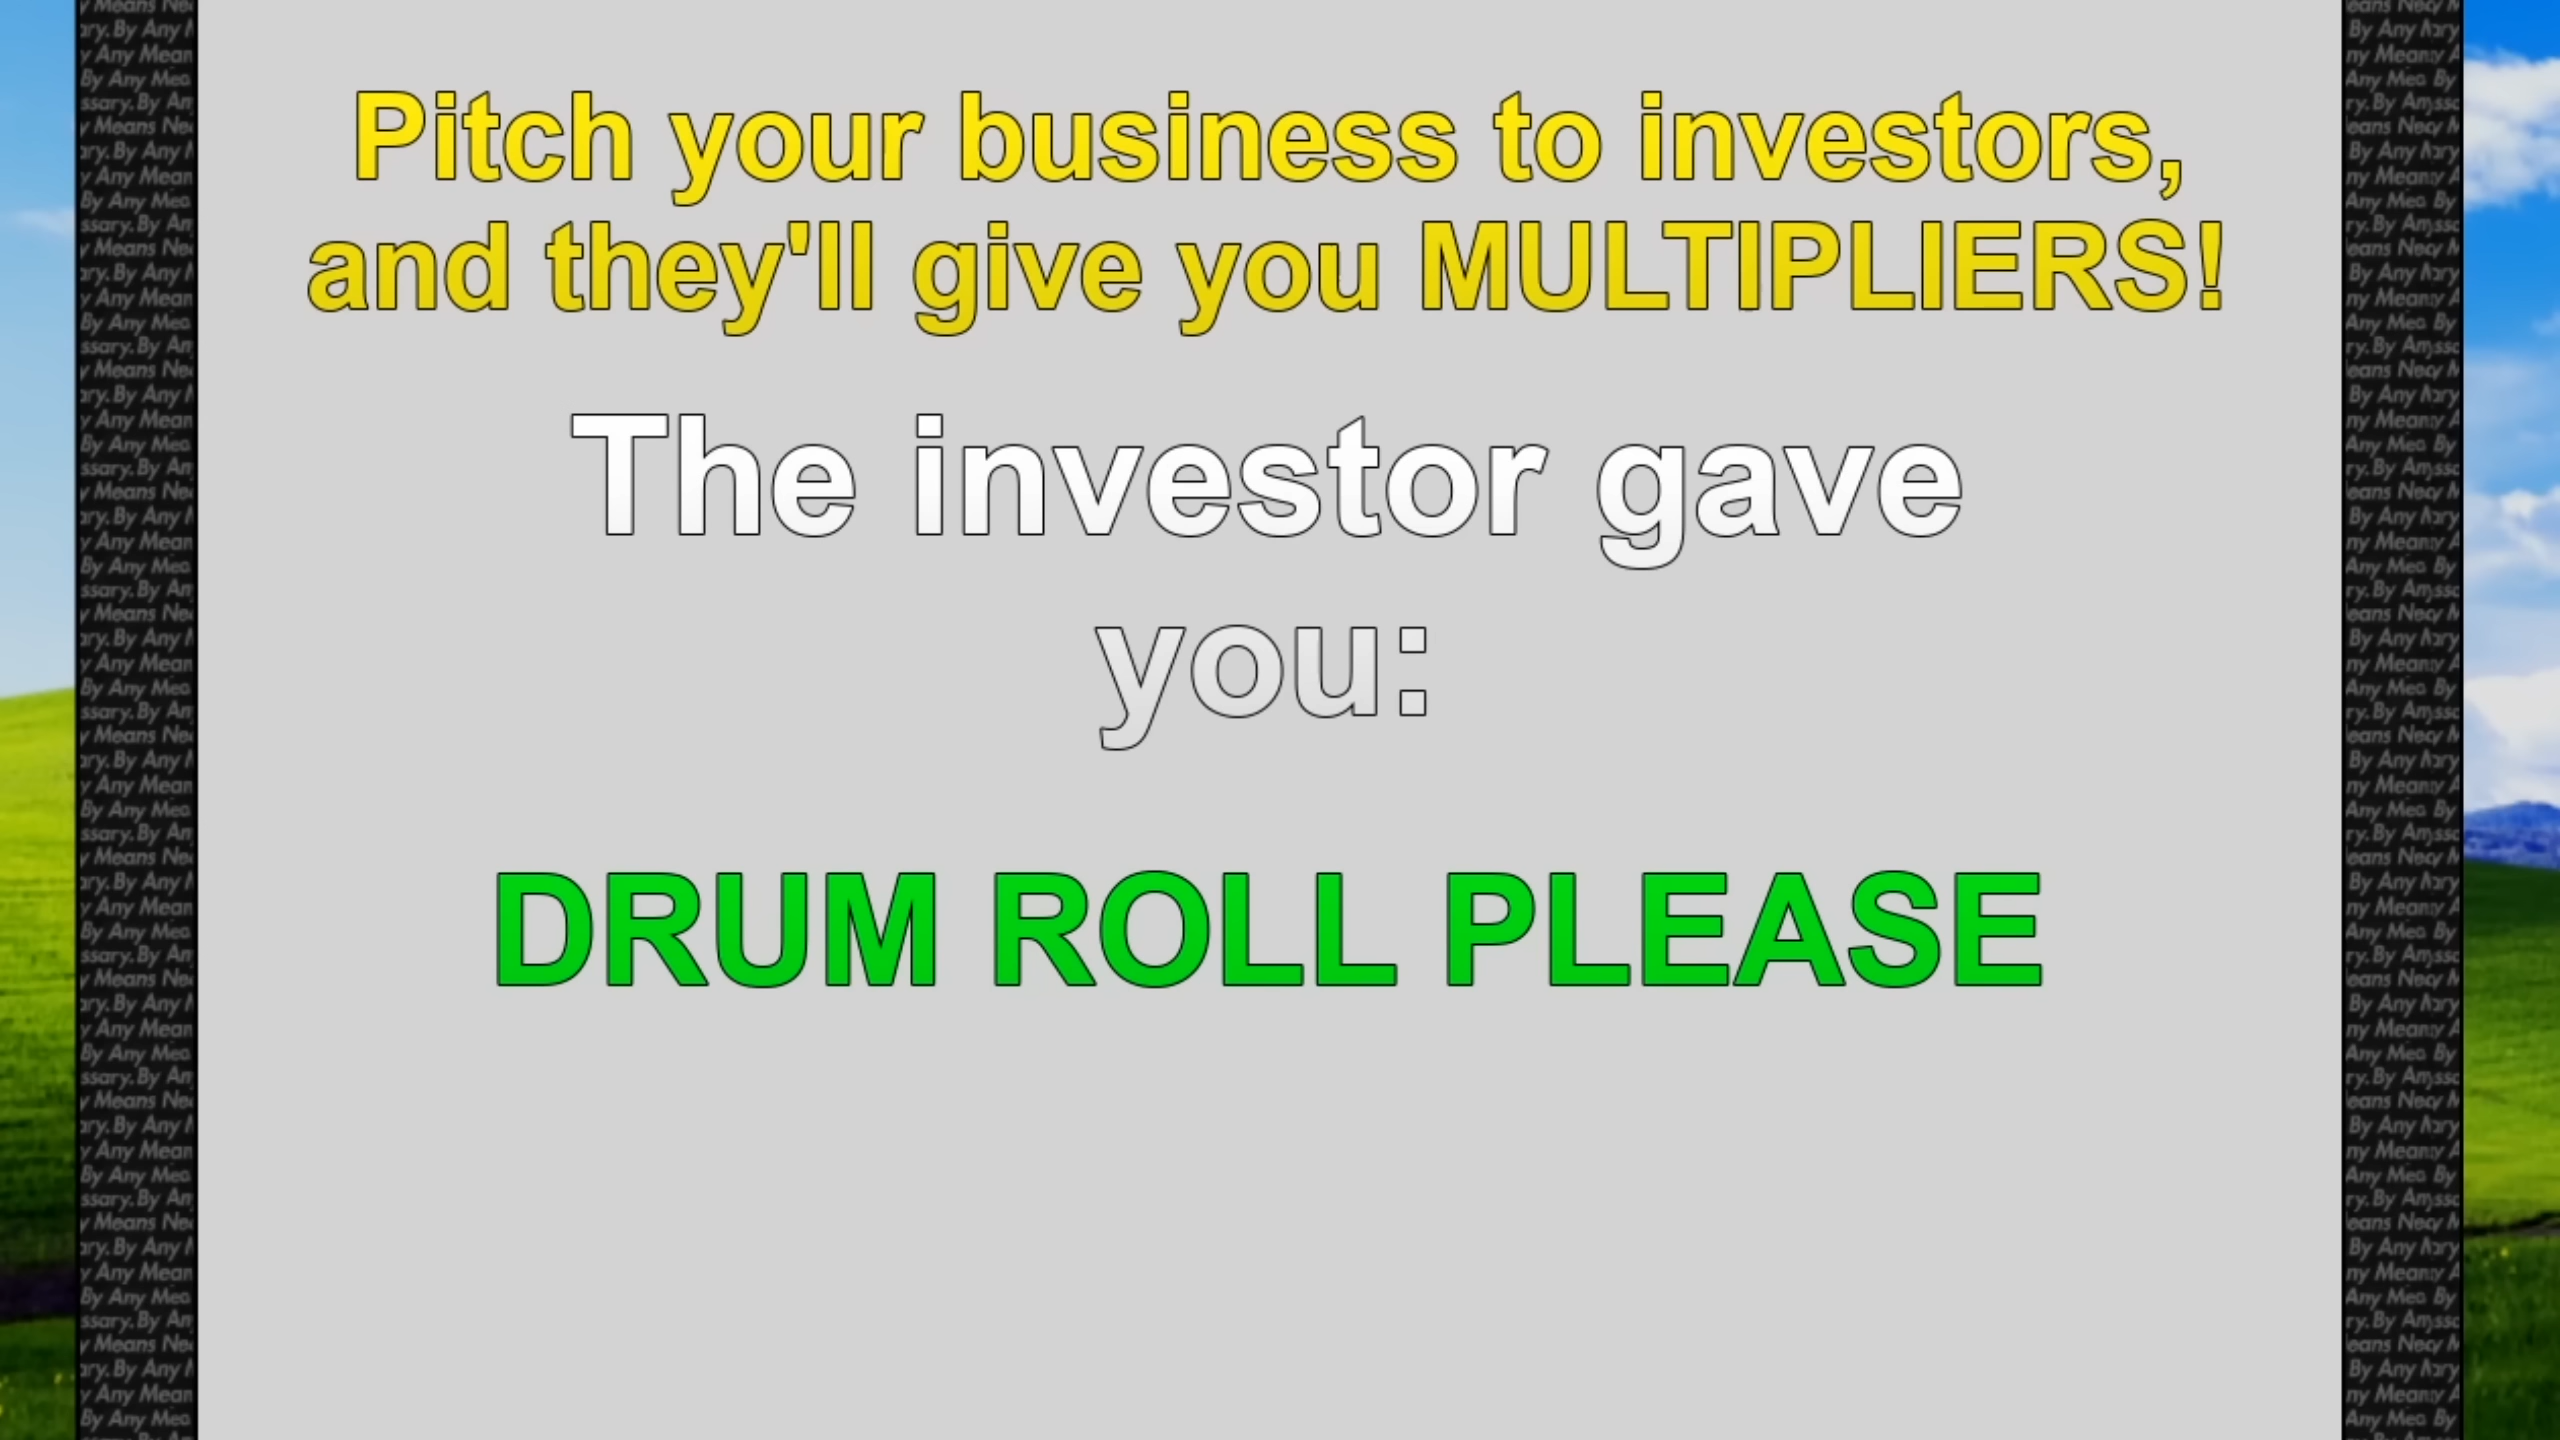 Pitch your business to investors,
and they'll give you MULTIPLIERS!
The investor gave
you:
DRUM ROLL PLEASE